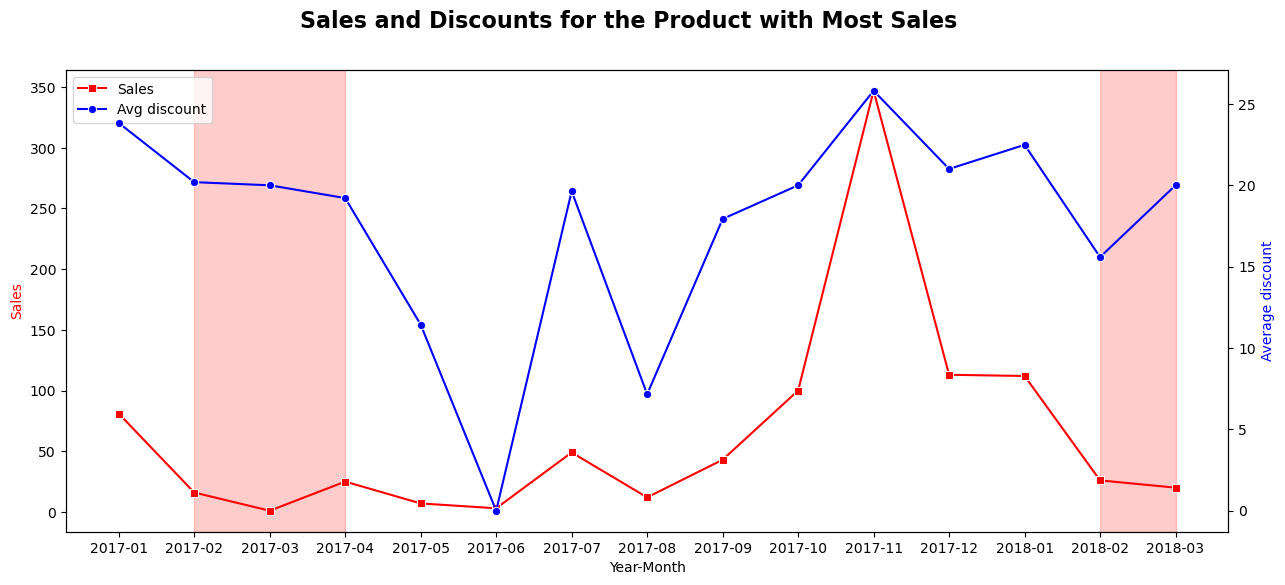 Sales and Discounts for the Product with Most Sales
Sales
Avg discount
350
300
250
200
150
100
50
0
Sales
25
20
15
10
5
0
Average discount
2017-01 2017-02 2017-03 2017-04 2017-05 2017-06 2017-07 2017-08 2017-09 2017-10 2017-11 2017-12 2018-01 2018-02 2018-03
Year-Month